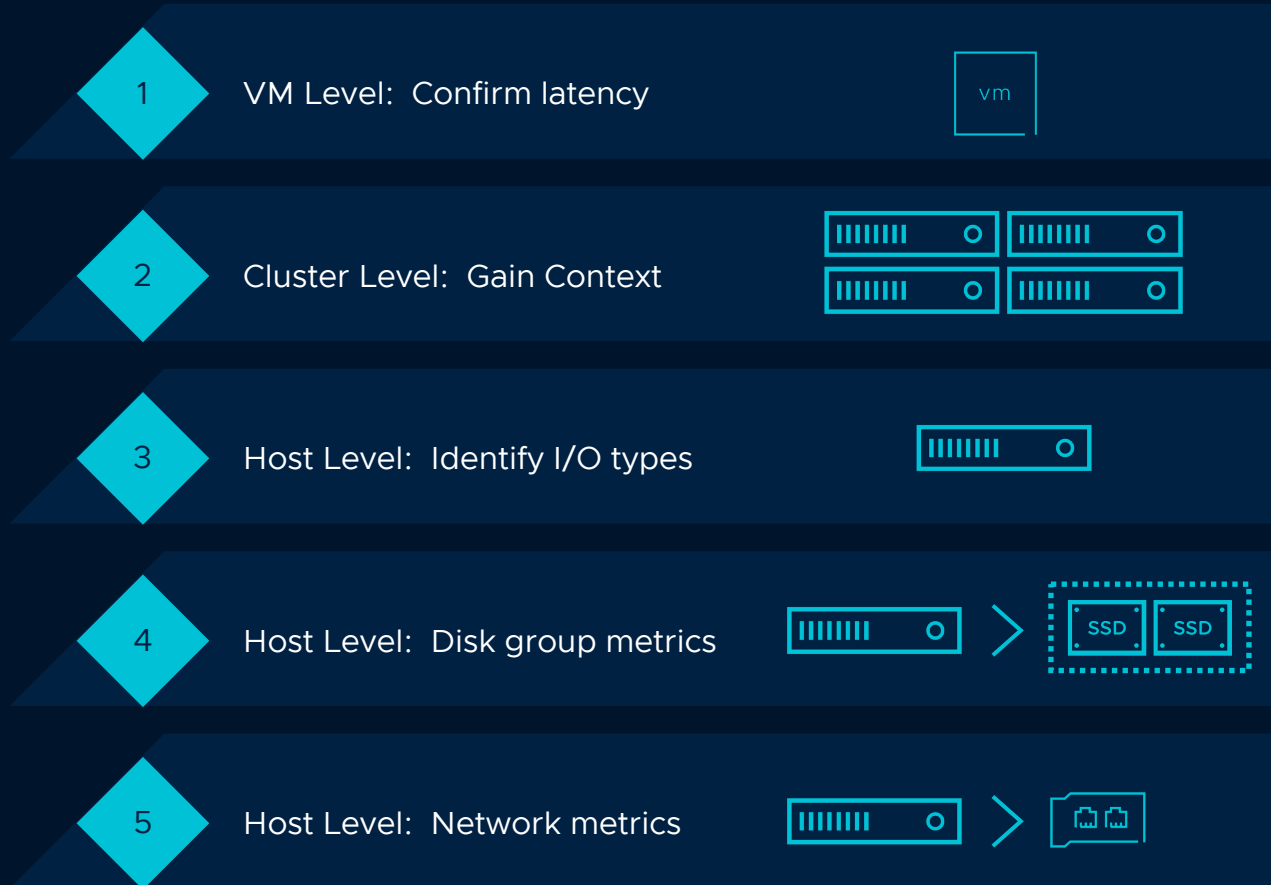 1
VM Level: Confirm latency
vm
2
Cluster Level: Gain Context
3
Host Level: Identify I/O types
4
Host Level: Disk group metrics
SSD
SSD
5
Host Level: Network metrics